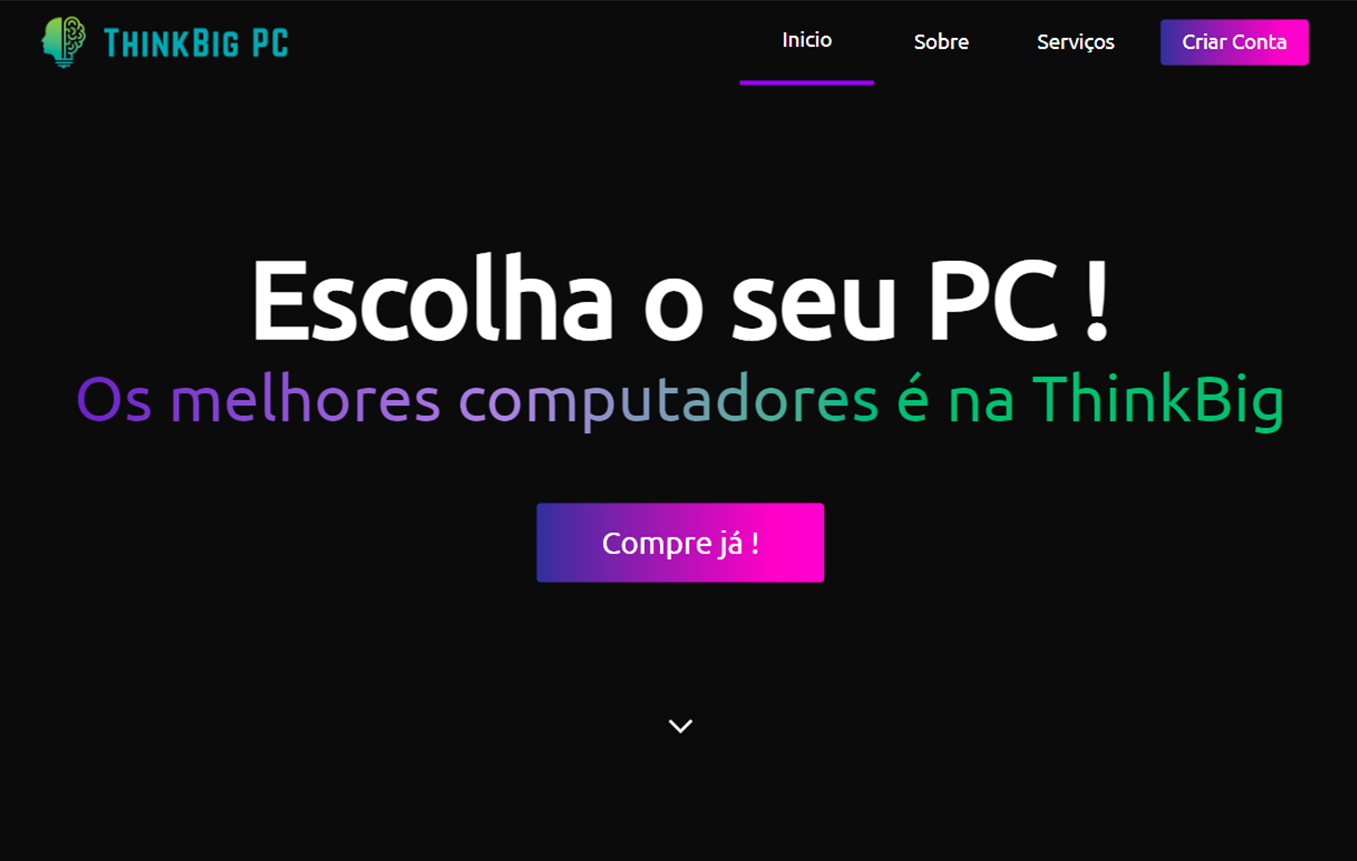 THINKBIG PC
Inicio
Sobre
Serviços
Criar Conta
Escolha o seu PC !
Os melhores computadores é na ThinkBig
Compre já !